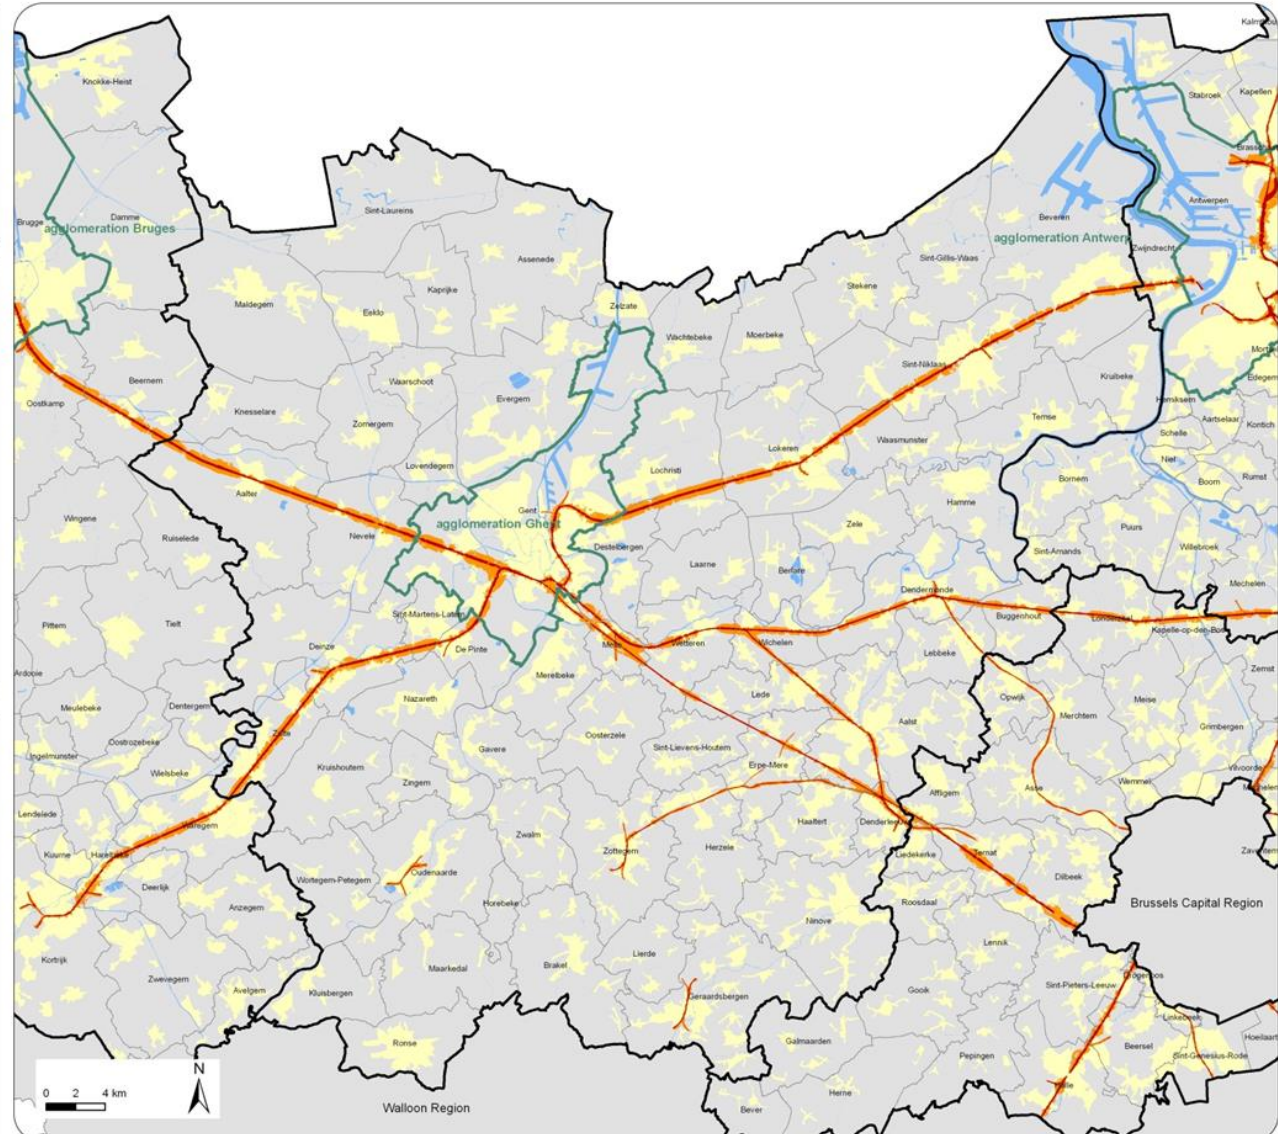 Kalmthou
Knokke-Heist
Stabroek
Kapellen
Brasschaat
Antwerpen
Sint-Laureins
Damme
Brugge
agglomeration Bruges
Beveren
agglomeration Antwerp
Zwijndrecht
Sint-Gillis-Waas
Assenede
Kaprijke
Stekene
Maldegem
Eeklo
Zelzate
Wachtebeke
Moerbeke
Mortsel
Sint-Niklaas
Kruibeke
Edegem
Beernem
Waarschoot
Evergem
Oostkamp
Hemiksem
Knesselare
Zomergem
Temse
Aartselaar
Kontich
Schelle
Waasmunster
Lokeren
Niel
Lovendegem
Lochristi
Bornem
Boom
Rumst
Aalter
Hamme
Gent
Wingene
agglomeration Ghent
Zele
Puurs
Nevele
Ruiselede
Destelbergen
Willebroek
Sint-Amands
Laarne
Berlare
Mechelen
Dendermonde
Sint-Martens-Latem
Buggenhout
Londerzeel
Pittem
Tielt
Kapelle-op-den-Bos
Deinze
De Pinte
Melle
Wetteren
Wichelen
Lebbeke
Ardooie
Merelbeke
Zemst
Nazareth
Lede
Opwijk
Meise
Meulebeke
Dentergem
Merchtem
Aalst
Grimbergen
Oosterzele
Zulte
Oostrozebeke
Gavere
Sint-Lievens-Houtem
Ingelmunster
Erpe-Mere
Kruishoutem
Vilvoorde
Wielsbeke
Zingem
Wemmel
Machelen
Asse
Affligem
Lendelede
Waregem
Haaltert
Denderleeuw
Zwalm
Herzele
Zottegem
Kuurne
Harelbeke
Liedekerke
Ternat
Zaventem
Oudenaarde
Dilbeek
Wortegem-Petegem
Deerlijk
Horebeke
Roosdaal
Brussels Capital Region
Anzegem
Ninove
Lennik
Lierde
Kortrijk
Brakel
Maarkedal
Zwevegem
Drogenbos
Sint-Pieters-Leeuw
Avelgem
Kluisbergen
Geraardsbergen
Gooik
Linkebeek
Hoeilaart
Ronse
Galmaarden
Beersel
Pepingen
Sint-Genesius-Rode
N
Halle
0 2 4 km
Herne
Walloon Region
Bever